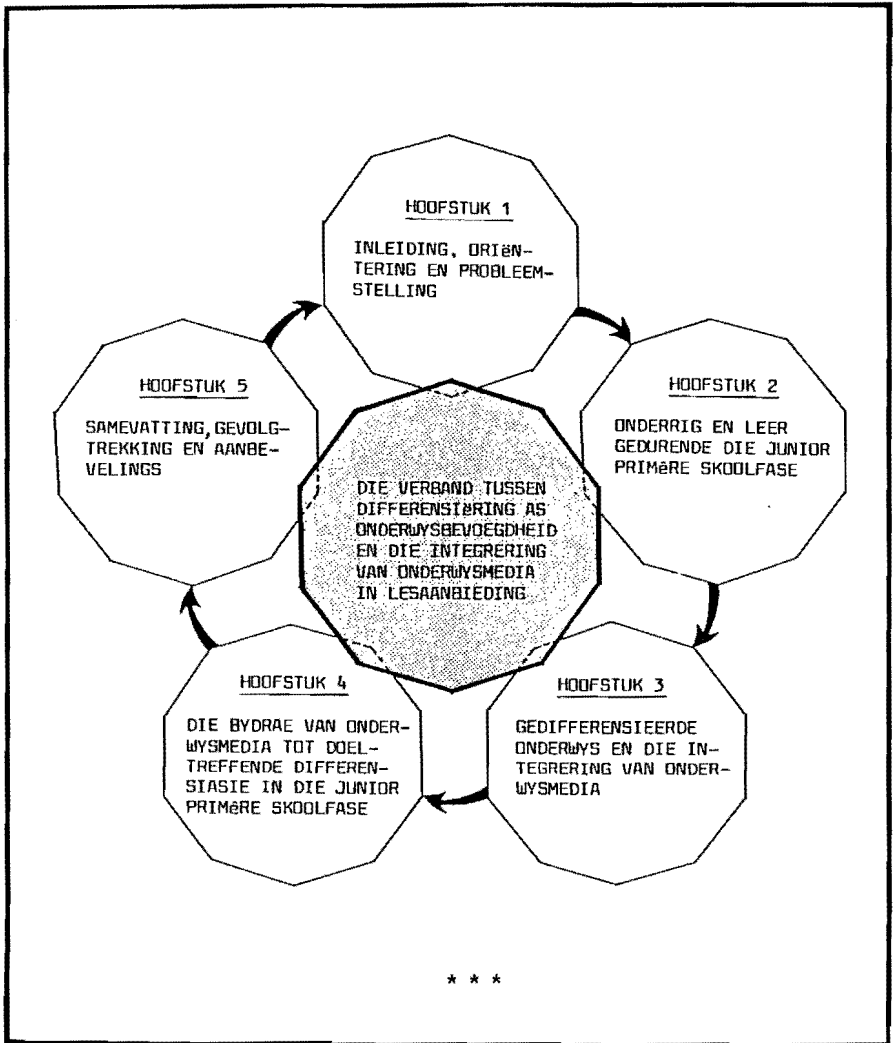 HOOFSTUK 1
INLEIDING, ORIëN-
TERING EN PROBLEEM-
STELLING
HOOFSTUK 2
ONDERRIG EN LEER
GEDURENDE DIE JUNIOR
PRIMêRE SKOOLFASE
HOOFSTUK 3
GEDIFFERENSIEERDE
ONDERWYS EN DIE IN-
TEGRERING VAN ONDER-
WYSMEDIA
HOOFSTUK 4
DIE BYDRAE VAN ONDER-
WYSMEDIA TOT DOEL-
TREFFENDE DIFFEREN-
SIASIE IN DIE JUNIOR
PRIMêRE SKOOLFASE
HOOFSTUK 5
SAMEVATTING, GEVOLG-
TREKKING EN AANBE-
VELINGS
DIE VERBAND TUSSEN
DIFFERENSIëRING AS
ONDERWYSBEVOEGDHEID
EN DIE INTEGRERING
VAN ONDERWYSMEDIA
IN LESAANBIEDING
* * *